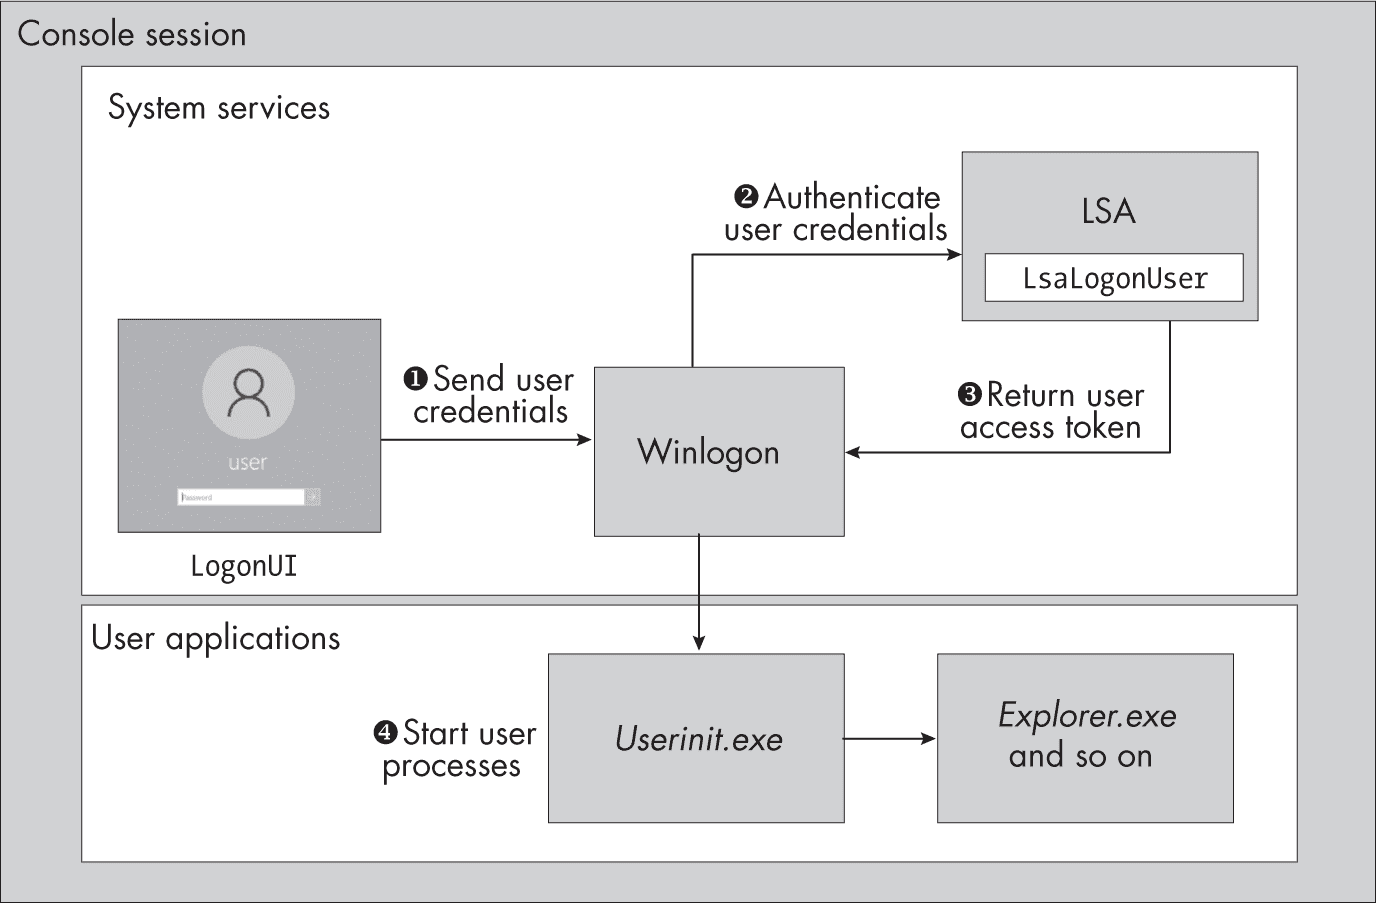 Console session
System services
❷ Authenticate
user credentials
LSA
LsaLogonUser
❶ Send user
credentials
❸ Return user
access token
Winlogon
user
Password
LogonUI
User applications
❹ Start user
processes
Userinit.exe
Explorer.exe
and so on